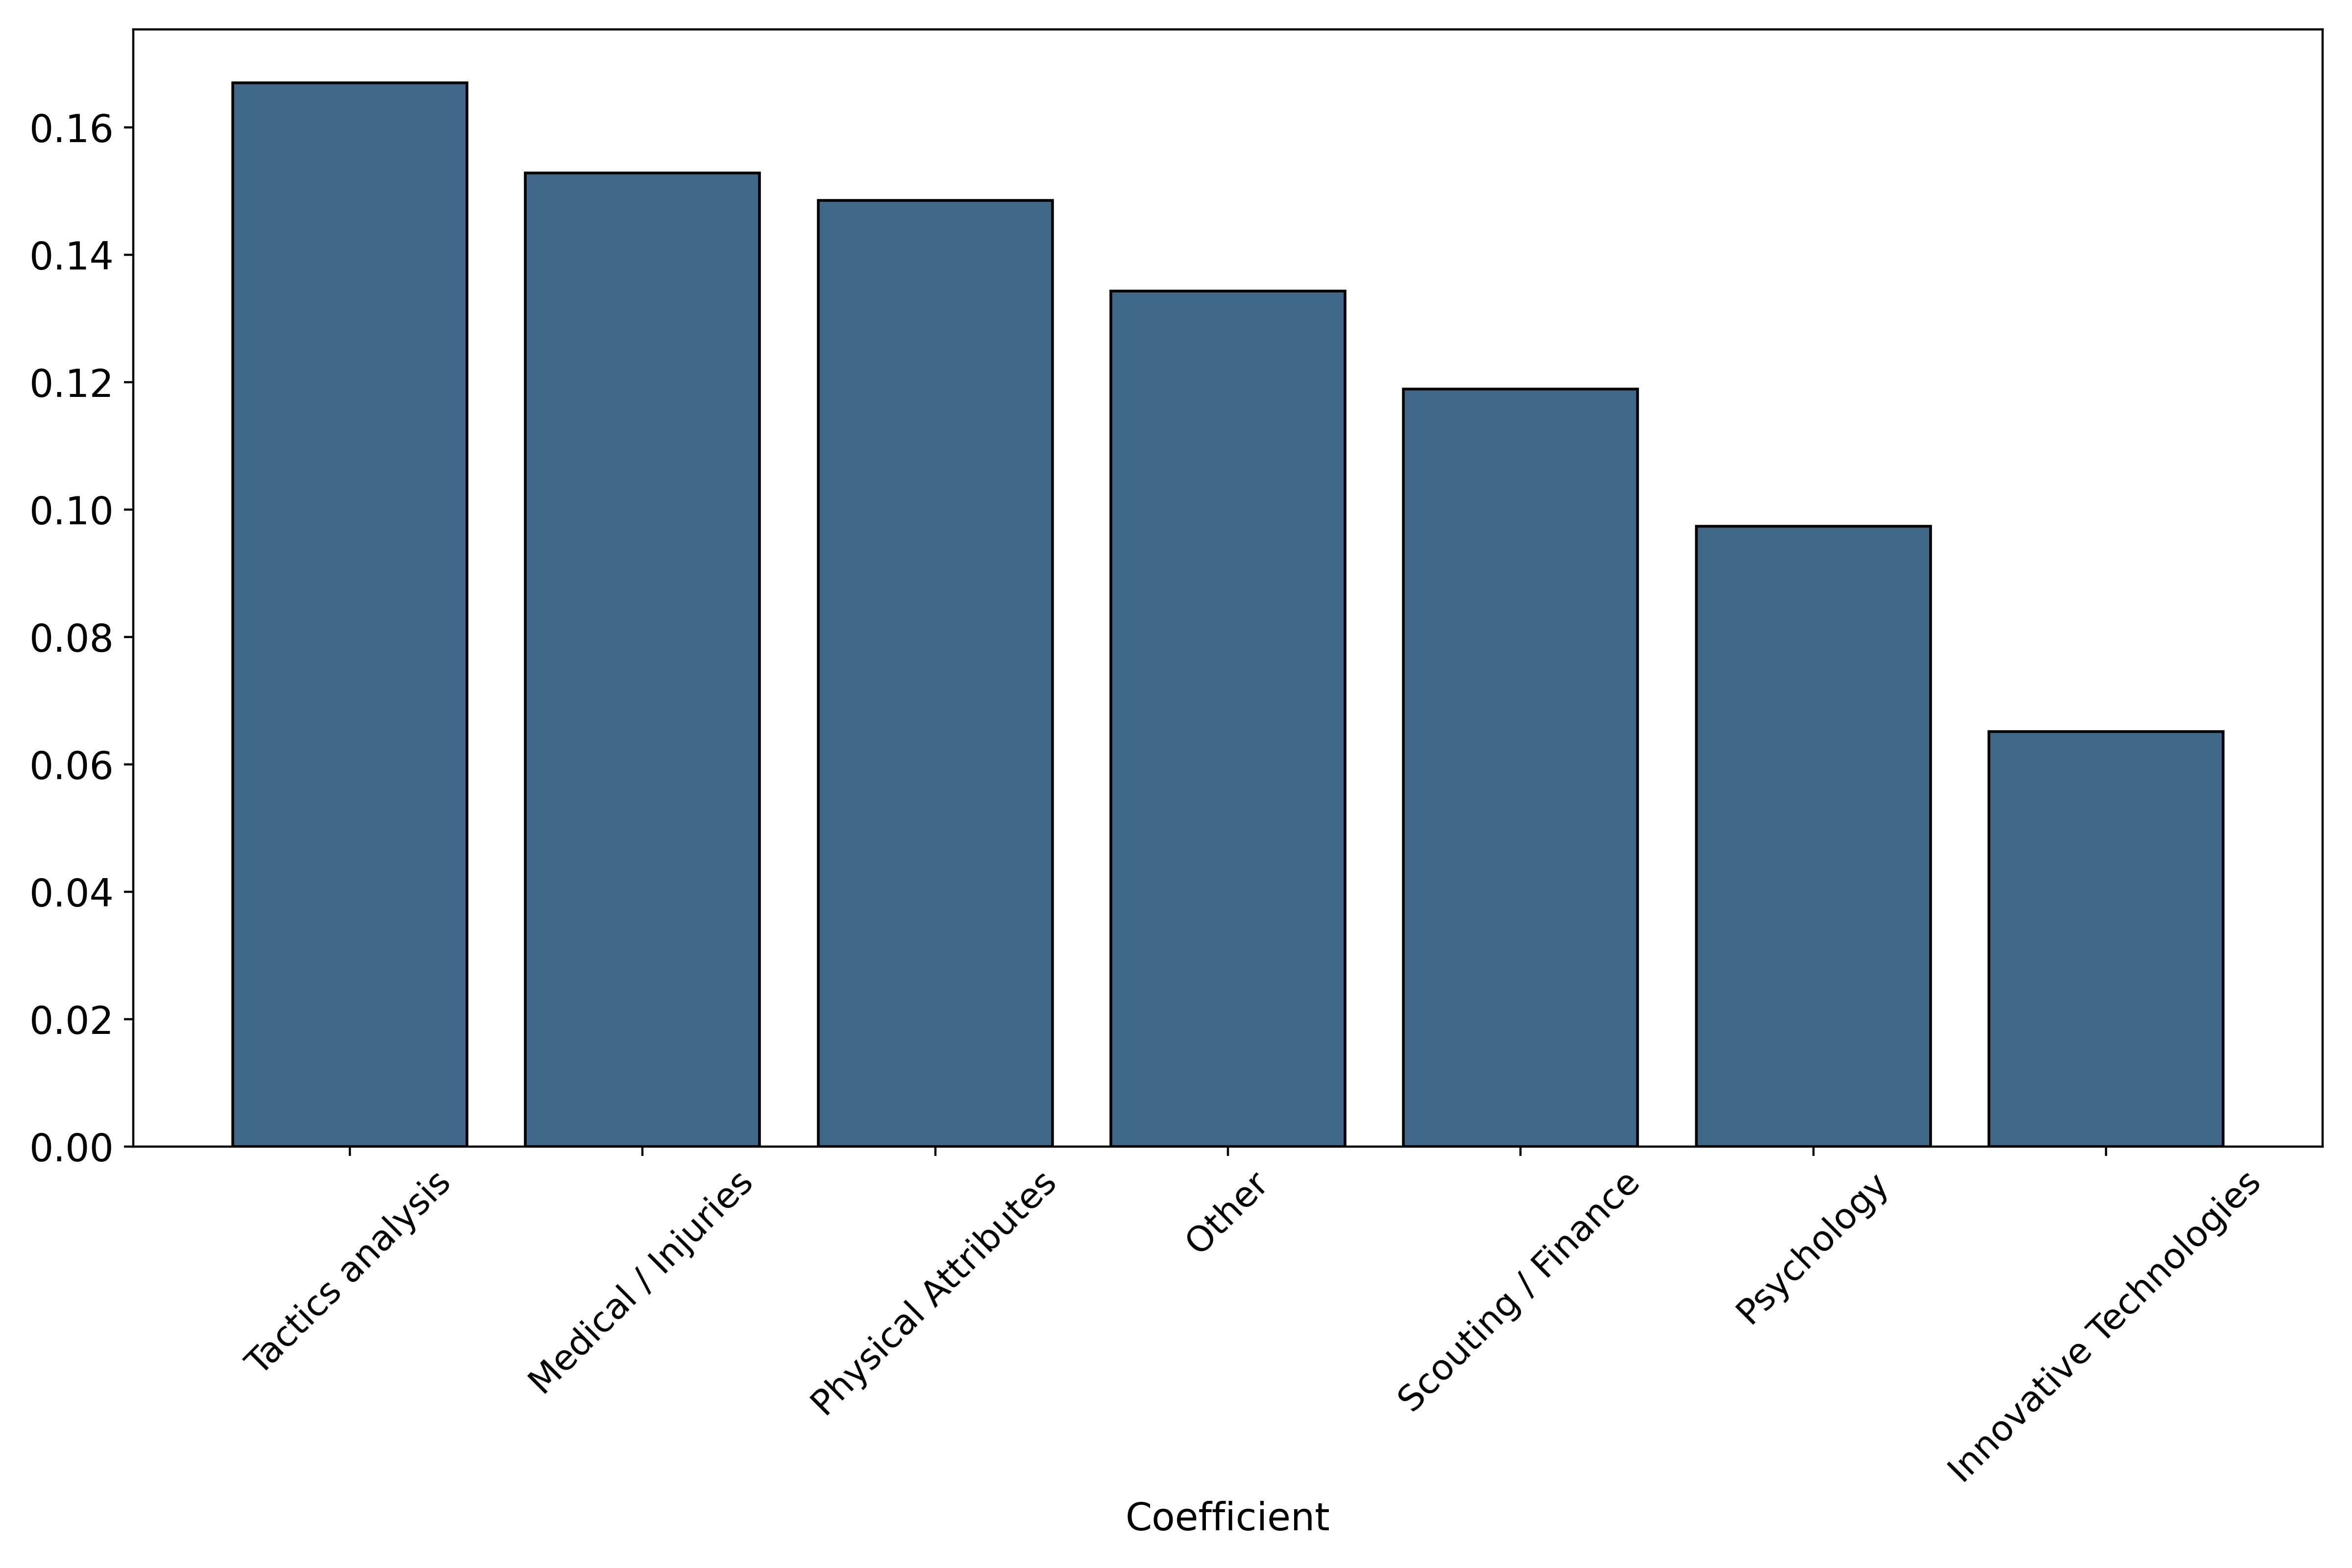 0.16
0.14
0.12
0.10
0.08
0.06
0.04
0.02
0.00
Tactics analysis
Medical / Injuries
Physical Attributes
Other
Scouting / Finance
Psychology
Innovative Technologies
Coefficient